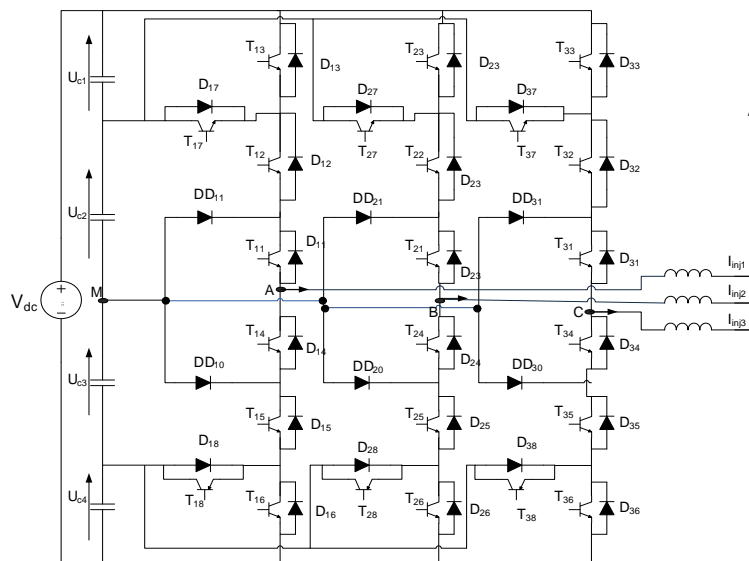 T13 T23 T33
Uc1 D13 D23 D33
D17 D27 D37
T17 T27 T37
T12 T22 T32
D12 D23 D32
Uc2 DD11 DD21 DD31
T11 D11 T21 D23 T31 D31
Iinj1
M A Iinj2
Vdc + − B C Iinj3
T14 D14 T24 D24 T34 D34
Uc3 DD10 DD20 DD30
T15 D15 T25 D25 T35 D35
D18 D28 D38
Uc4 T18 T16 D16 T28 T26 D26 T38 T36 D36